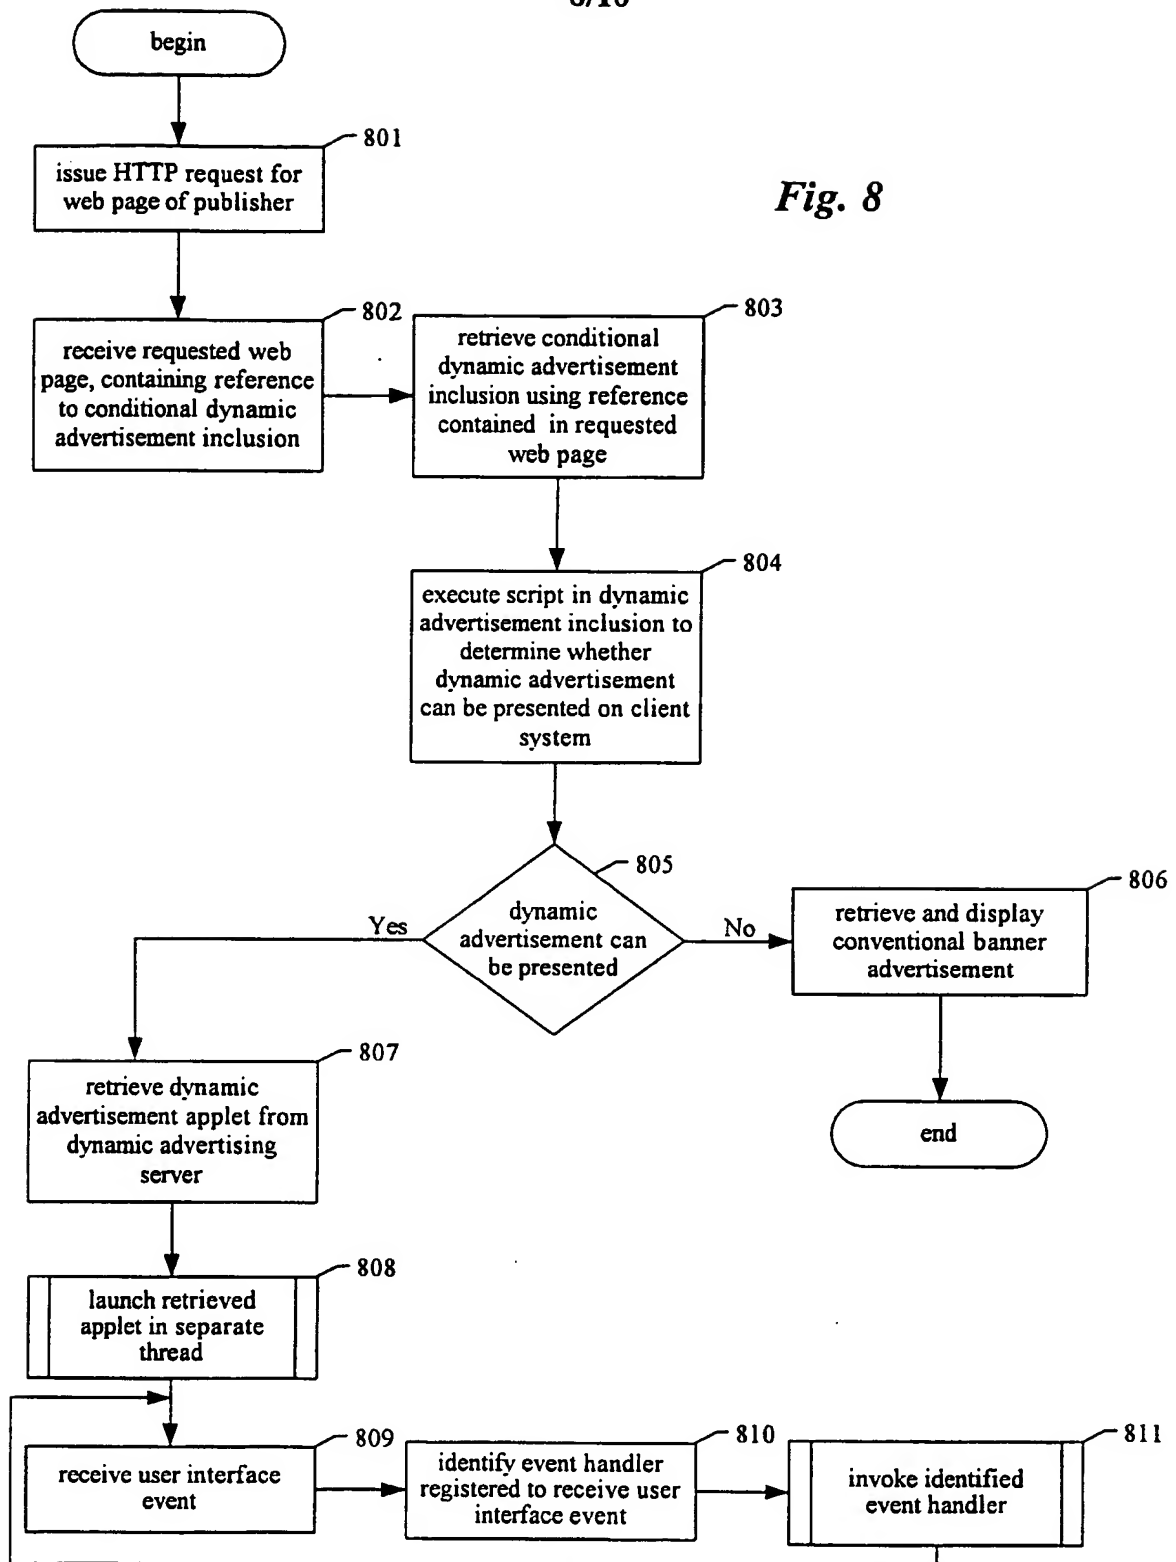 begin
801
issue HTTP request for
web page of publisher
Fig. 8
802
receive requested web
page, containing reference
to conditional dynamic
advertisement inclusion
803
retrieve conditional
dynamic advertisement
inclusion using reference
contained in requested
web page
804
execute script in dynamic
advertisement inclusion to
determine whether
dynamic advertisement
can be presented on client
system
805
dynamic
advertisement can
be presented
Yes
No
806
retrieve and display
conventional banner
advertisement
end
807
retrieve dynamic
advertisement applet from
dynamic advertising
server
808
launch retrieved
applet in separate
thread
809
receive user interface
event
810
identify event handler
registered to receive user
interface event
811
invoke identified
event handler